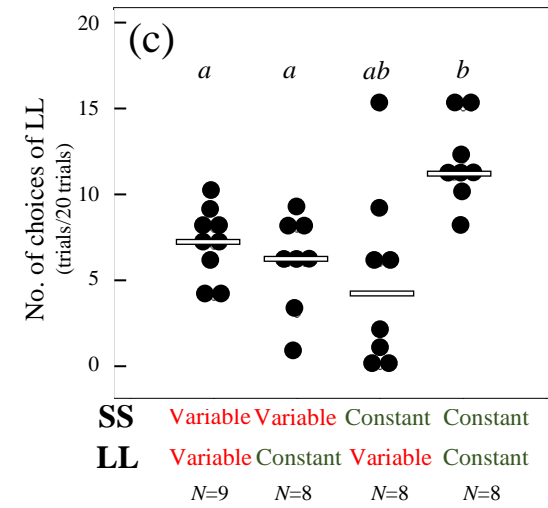 (c)
20
15
10
5
0
No. of choices of LL
(trials/20 trials)
a a ab b
SS Variable Variable Constant Constant
LL Variable Constant Variable Constant
N=9 N=8 N=8 N=8